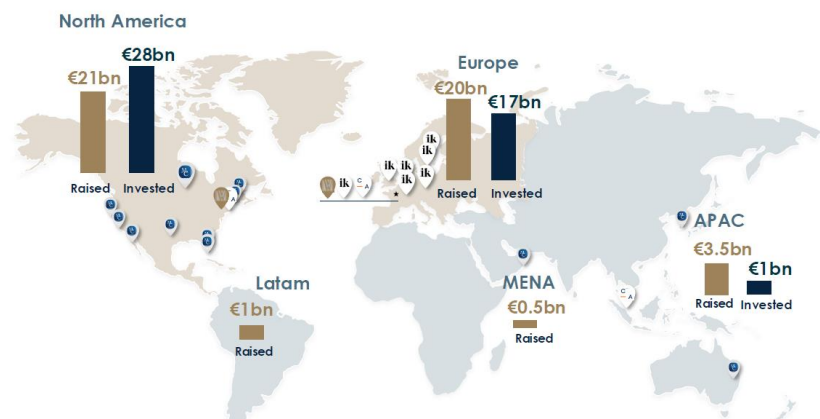 North America
€28bn
€21bn
Raised Invested
Europe
€20bn
€17bn
Raised Invested
ik
ik
ik ik
ik
ik
ik
C A
A
APAC
€3.5bn
€1bn
Raised Invested
C A
Latam
€1bn
Raised
MENA
€0.5bn
Raised